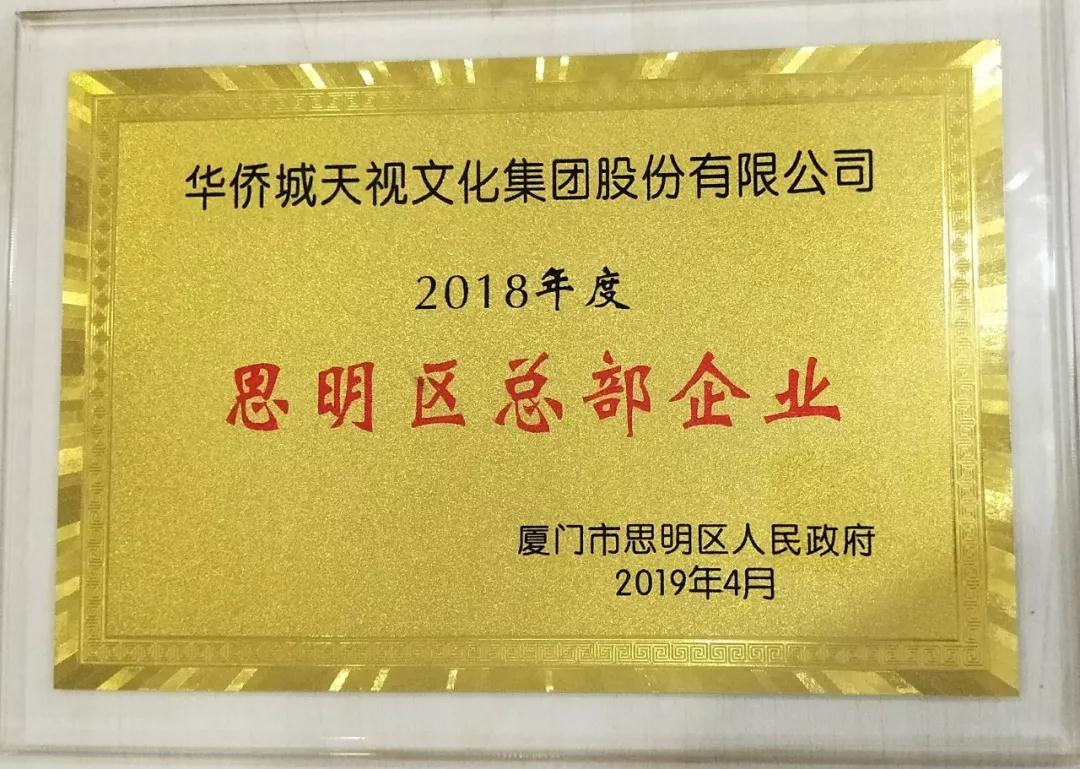 华侨城天视文化集团股份有限公司
2018年度
思明区总部企业
厦门市思明区人民政府
2019年4月